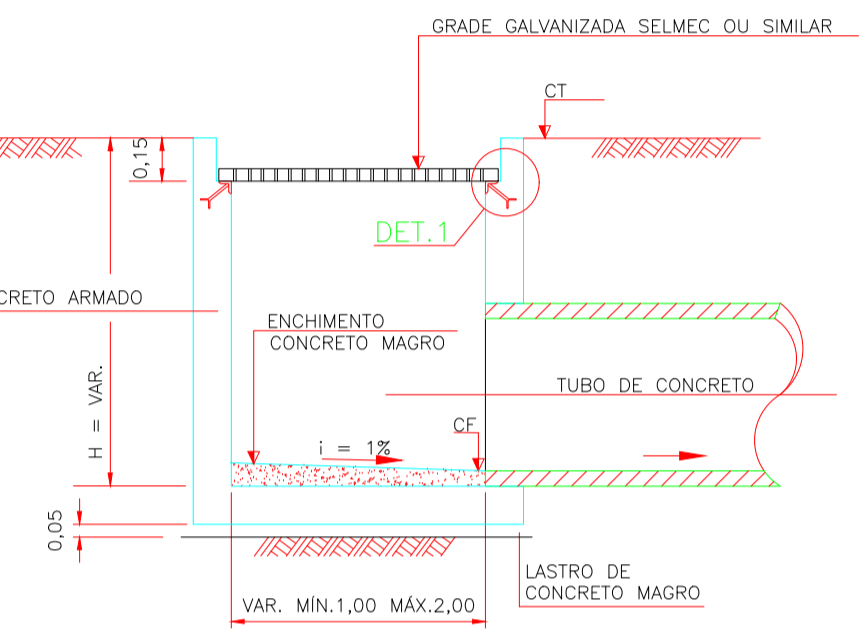 GRADE GALVANIZADA SELMEC OU SIMILAR
CT
0,15
DET.1
CRETO ARMADO
ENCHIMENTO
CONCRETO MAGRO
TUBO DE CONCRETO
H = VAR.
CF
i = 1%
0,05
LASTRO DE
CONCRETO MAGRO
VAR. MÍN.1,00 MÁX.2,00